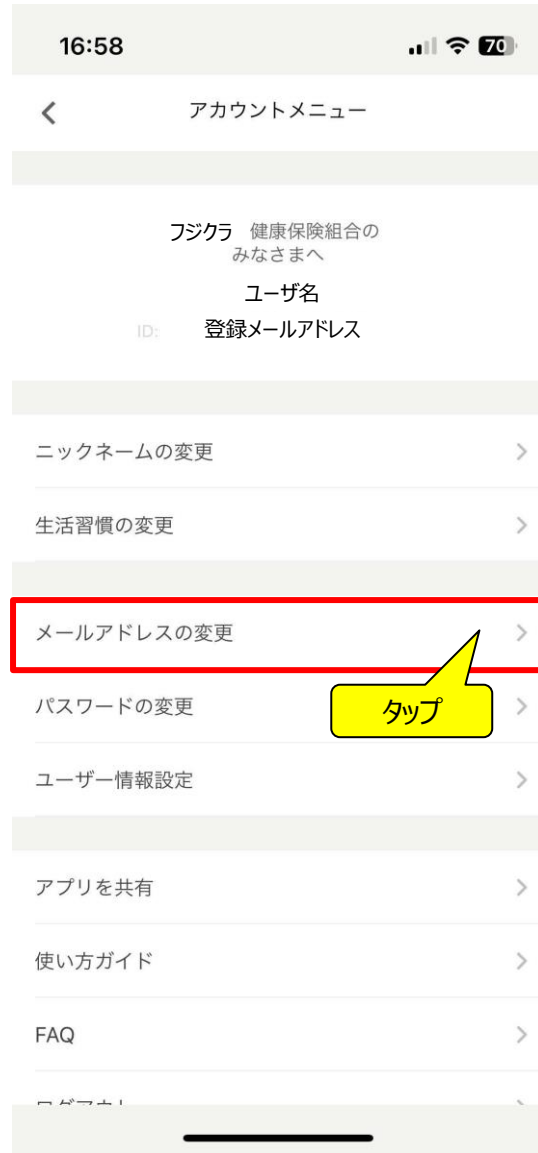 16:58
70
アカウントメニュー
フジクラ 健康保険組合の
みなさまへ
ユーザ名
ID: 登録メールアドレス
ニックネームの変更
生活習慣の変更
メールアドレスの変更
パスワードの変更
タップ
ユーザー情報設定
アプリを共有
使い方ガイド
FAQ
ログアウト